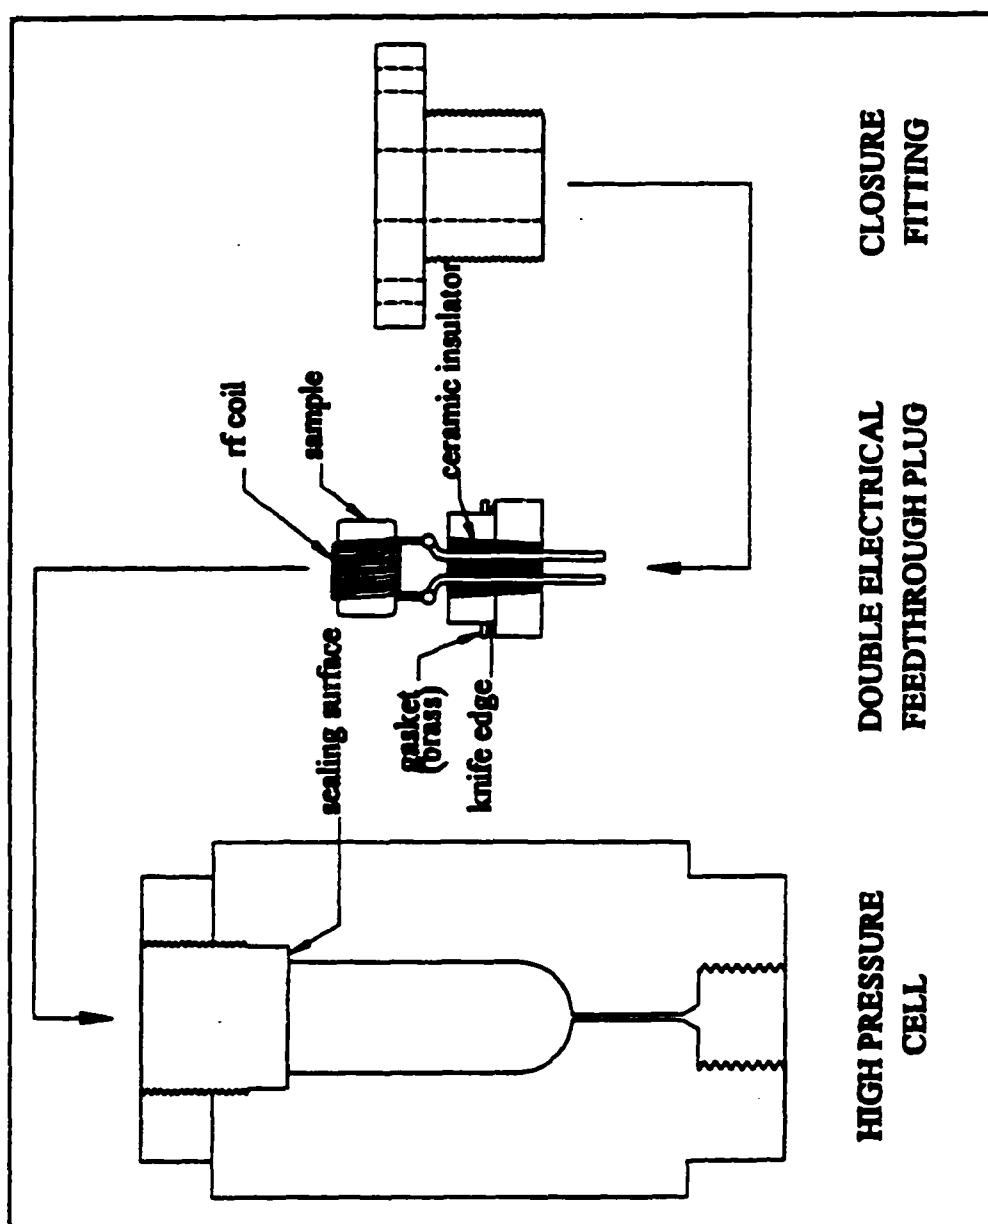 HIGH PRESSURE
CELL
DOUBLE ELECTRICAL
FEEDTHROUGH PLUG
CLOSURE
FITTING
sealing surface
rf coil
sample
gasket
(brass)
knife edge
ceramic insulator